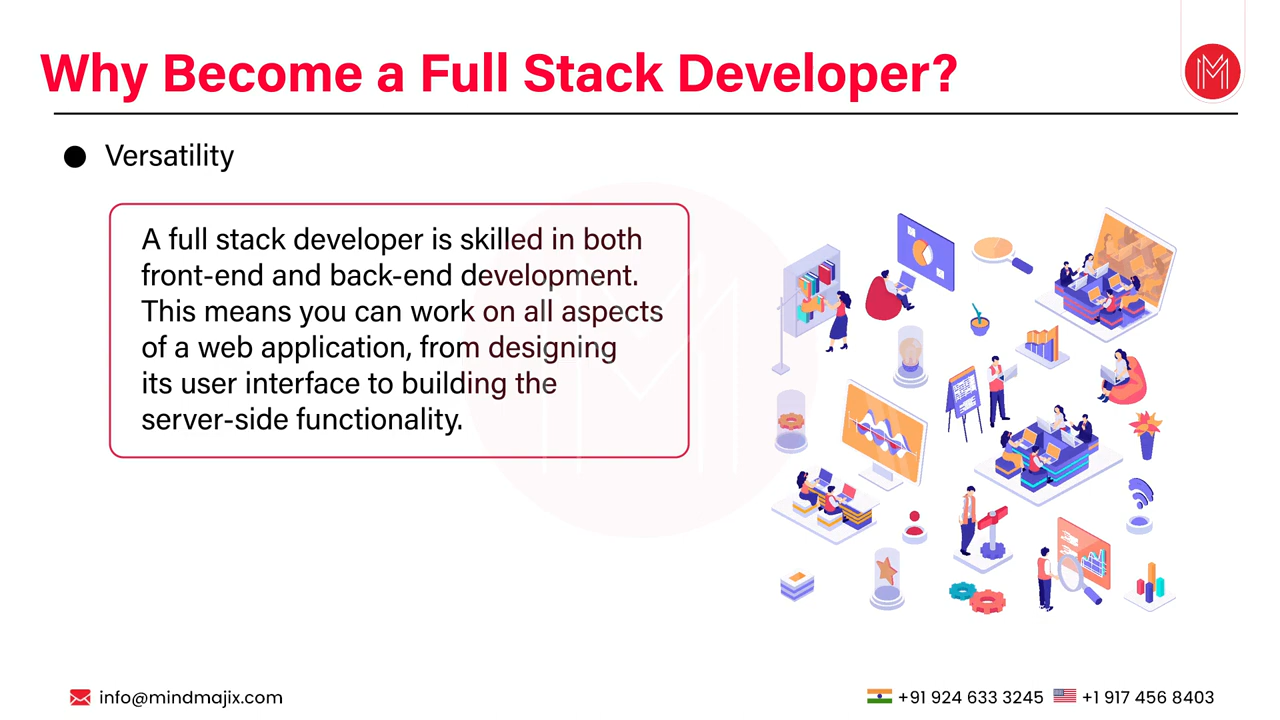 Why Become a Full Stack Developer?
Versatility
A full stack developer is skilled in both
front-end and back-end development.
This means you can work on all aspects
of a web application, from designing
its user interface to building the
server-side functionality.
info@mindmajix.com
+91 924 633 3245
+1 917 456 8403